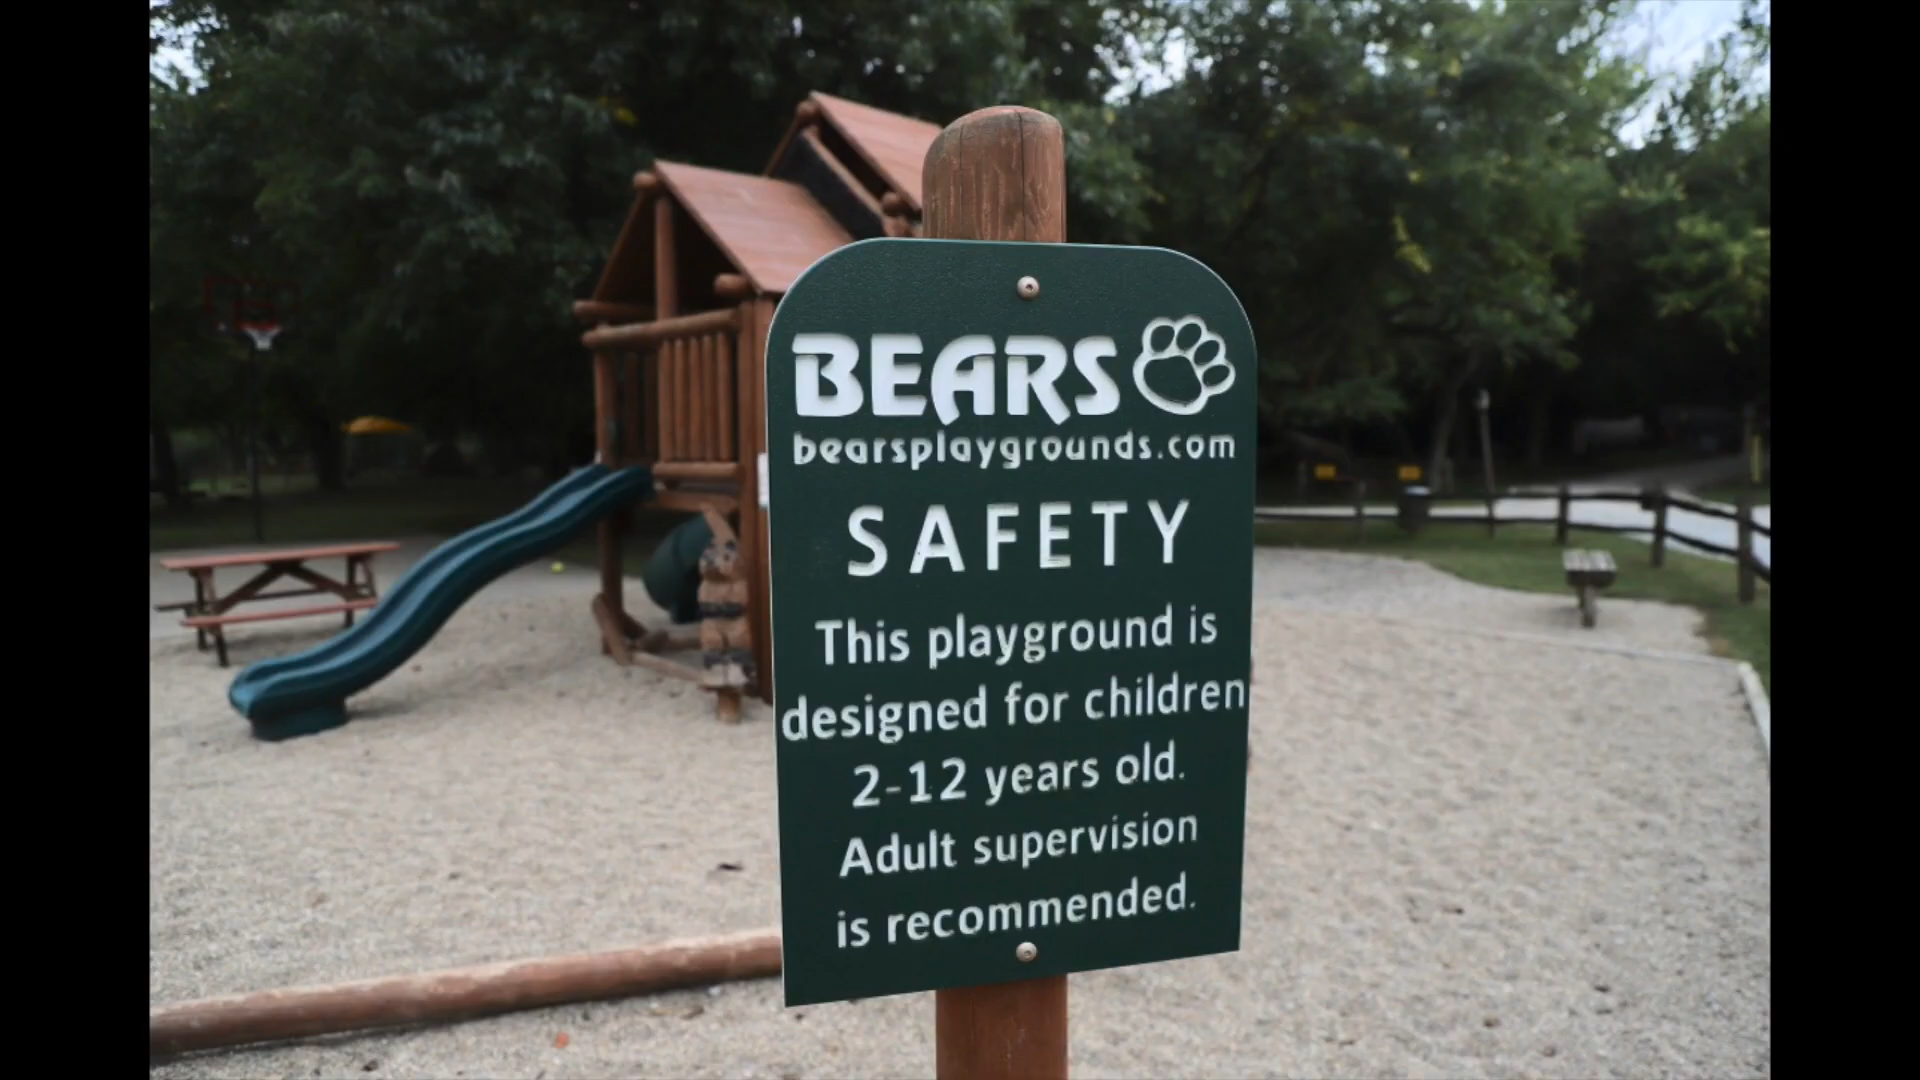 BEARS
bearsplaygrounds.com
SAFETY
This playground is
designed for children
2-12 years old.
Adult supervision
is recommended.